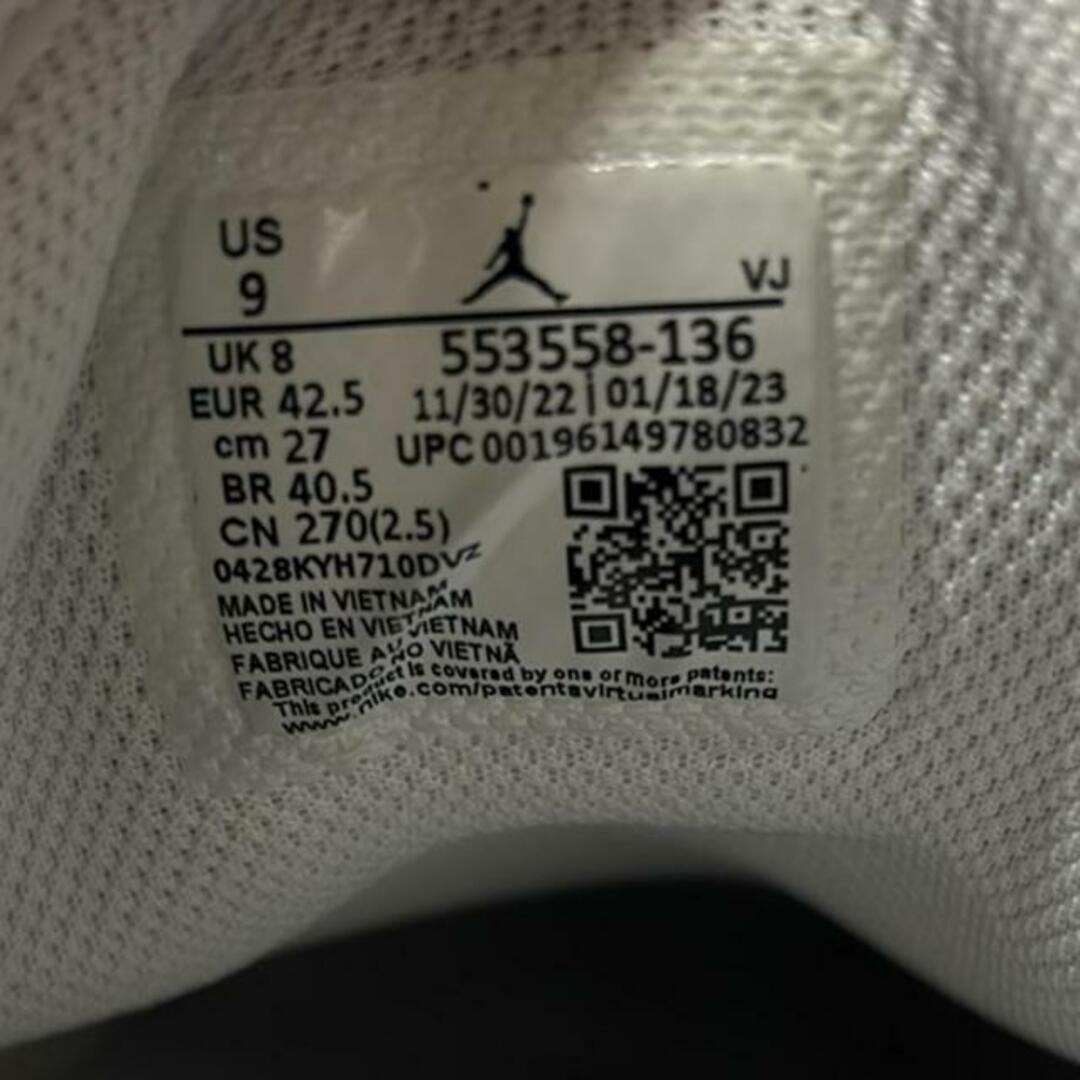 US
9
VJ
UK 8
553558-136
EUR 42.5
11/30/22 | 01/18/23
cm 27
UPC 00196149780832
BR 40.5
CN 270(2.5)
0428KYH710DVZ
MADE IN VIETNAM
HECHO EN VIETNAM
FABRIQUE AU VIETNAM
FABRICADO NO VIETNÃ
This product is covered by one or more patents:
www.nike.com/patentsvirtualmarking